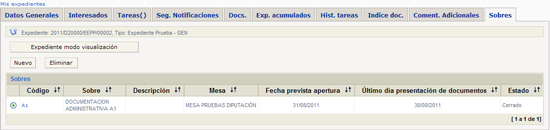 Mis expedientes
Datos Generales Interesados Tareas() Seg. Notificaciones Docs. Exp. acumulados Hist. tareas Indice doc. Coment. Adicionales Sobres
Expediente: 2011/D20000/EEPRI00002, Tipo: Expediente Prueba - GEN
Expediente modo visualización
Nuevo Eliminar
Sobres
Código Sobre Descripción Mesa Fecha prevista apertura Último día presentación de documentos Estado
A1 DOCUMENTACION ADMINISTRATIVA A1 MESA PRUEBAS DIPUTACIÓN 31/08/2011 30/08/2011 Cerrado
[ 1 a 1 de 1]